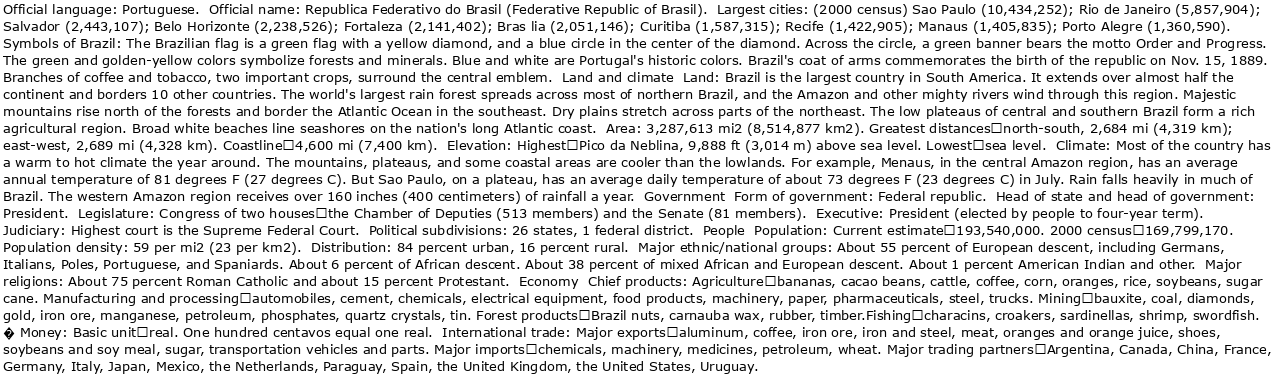 Official language: Portuguese.  Official name: Republica Federativo do Brasil (Federative Republic of Brasil).  Largest cities: (2000 census) Sao Paulo (10,434,252); Rio de Janeiro (5,857,904);
Salvador (2,443,107); Belo Horizonte (2,238,526); Fortaleza (2,141,402); Bras lia (2,051,146); Curitiba (1,587,315); Recife (1,422,905); Manaus (1,405,835); Porto Alegre (1,360,590).
Symbols of Brazil: The Brazilian flag is a green flag with a yellow diamond, and a blue circle in the center of the diamond. Across the circle, a green banner bears the motto Order and Progress.
The green and golden-yellow colors symbolize forests and minerals. Blue and white are Portugal's historic colors. Brazil's coat of arms commemorates the birth of the republic on Nov. 15, 1889.
Branches of coffee and tobacco, two important crops, surround the central emblem.  Land and climate  Land: Brazil is the largest country in South America. It extends over almost half the
continent and borders 10 other countries. The world's largest rain forest spreads across most of northern Brazil, and the Amazon and other mighty rivers wind through this region. Majestic
mountains rise north of the forests and border the Atlantic Ocean in the southeast. Dry plains stretch across parts of the northeast. The low plateaus of central and southern Brazil form a rich
agricultural region. Broad white beaches line seashores on the nation's long Atlantic coast.  Area: 3,287,613 mi2 (8,514,877 km2). Greatest distances□north-south, 2,684 mi (4,319 km);
east-west, 2,689 mi (4,328 km). Coastline□4,600 mi (7,400 km).  Elevation: Highest□Pico da Neblina, 9,888 ft (3,014 m) above sea level. Lowest□sea level.  Climate: Most of the country has
a warm to hot climate the year around. The mountains, plateaus, and some coastal areas are cooler than the lowlands. For example, Menaus, in the central Amazon region, has an average
annual temperature of 81 degrees F (27 degrees C). But Sao Paulo, on a plateau, has an average daily temperature of about 73 degrees F (23 degrees C) in July. Rain falls heavily in much of
Brazil. The western Amazon region receives over 160 inches (400 centimeters) of rainfall a year.  Government  Form of government: Federal republic.  Head of state and head of government:
President.  Legislature: Congress of two houses□the Chamber of Deputies (513 members) and the Senate (81 members).  Executive: President (elected by people to four-year term).
Judiciary: Highest court is the Supreme Federal Court.  Political subdivisions: 26 states, 1 federal district.  People  Population: Current estimate□193,540,000. 2000 census□169,799,170.
Population density: 59 per mi2 (23 per km2).  Distribution: 84 percent urban, 16 percent rural.  Major ethnic/national groups: About 55 percent of European descent, including Germans,
Italians, Poles, Portuguese, and Spaniards. About 6 percent of African descent. About 38 percent of mixed African and European descent. About 1 percent American Indian and other.  Major
religions: About 75 percent Roman Catholic and about 15 percent Protestant.  Economy  Chief products: Agriculture□bananas, cacao beans, cattle, coffee, corn, oranges, rice, soybeans, sugar
cane. Manufacturing and processing□automobiles, cement, chemicals, electrical equipment, food products, machinery, paper, pharmaceuticals, steel, trucks. Mining□bauxite, coal, diamonds,
gold, iron ore, manganese, petroleum, phosphates, quartz crystals, tin. Forest products□Brazil nuts, carnauba wax, rubber, timber.Fishing□characins, croakers, sardinellas, shrimp, swordfish.
� Money: Basic unit□real. One hundred centavos equal one real.  International trade: Major exports□aluminum, coffee, iron ore, iron and steel, meat, oranges and orange juice, shoes,
soybeans and soy meal, sugar, transportation vehicles and parts. Major imports□chemicals, machinery, medicines, petroleum, wheat. Major trading partners□Argentina, Canada, China, France,
Germany, Italy, Japan, Mexico, the Netherlands, Paraguay, Spain, the United Kingdom, the United States, Uruguay.